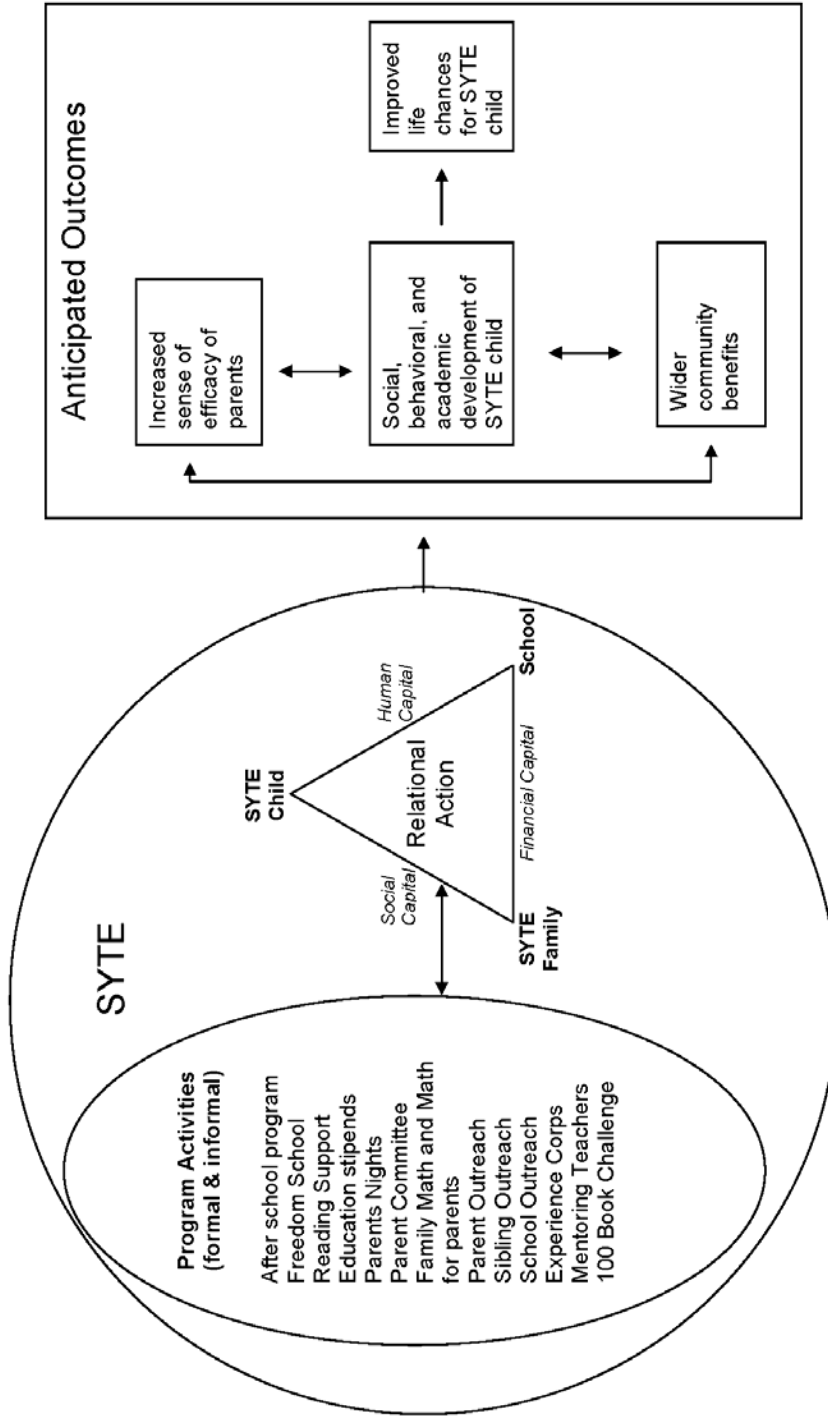 SYTE
Program Activities
(formal & informal)
After school program
Freedom School
Reading Support
Education stipends
Parents Nights
Parent Committee
Family Math and Math
for parents
Parent Outreach
Sibling Outreach
School Outreach
Experience Corps
Mentoring Teachers
100 Book Challenge
SYTE
Child
Social
Capital
Human
Capital
Relational
Action
Financial Capital
SYTE
Family
School
Anticipated Outcomes
Increased
sense of
efficacy of
parents
Social,
behavioral, and
academic
development of
SYTE child
Improved
life
chances
for SYTE
child
Wider
community
benefits